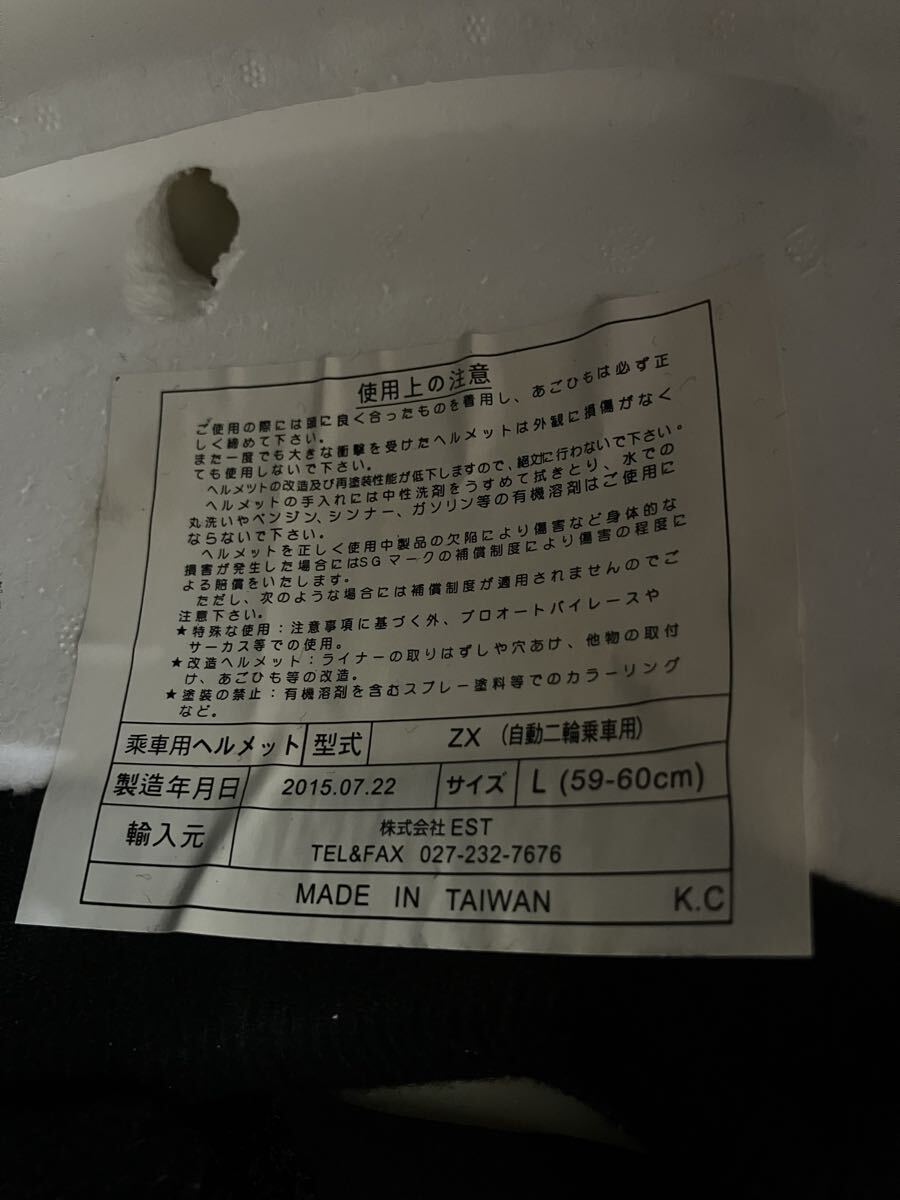 使用上の注意
ご使用の際には頭に良く合ったものを着用し、あごひもは必ず正
しく締めて下さい。
また一度でも大きな衝撃を受けたヘルメットは外観に損傷がなく
ても使用しないで下さい。
ヘルメットの改造及び再塗装性能が低下しますので、絶対に行わないで下さい。
ヘルメットの手入れには中性洗剤をうすめて拭きとり、水での
丸洗いやベンジン、シンナー、ガソリン等の有機溶剤はご使用に
ならないで下さい。
ヘルメットを正しく使用中製品の欠陥により傷害など身体的な
損害が発生した場合にはSGマークの補償制度により傷害の程度に
よる賠償をいたします。
ただし、次のような場合には補償制度が適用されませんのでご
注意下さい。
★特殊な使用：注意事項に基づく外、プロオートバイレースや
サーカス等での使用。
★改造ヘルメット：ライナーの取りはずしや穴あけ、他物の取付
け、あごひも等の改造。
★塗装の禁止：有機溶剤を含むスプレー塗料等でのカラーリング
など。
乗車用ヘルメット 型式 ZX （自動二輪乗車用）
製造年月日 2015.07.22 サイズ L (59-60cm)
輸入元 株式会社 EST
TEL&FAX 027-232-7676
MADE IN TAIWAN K.C